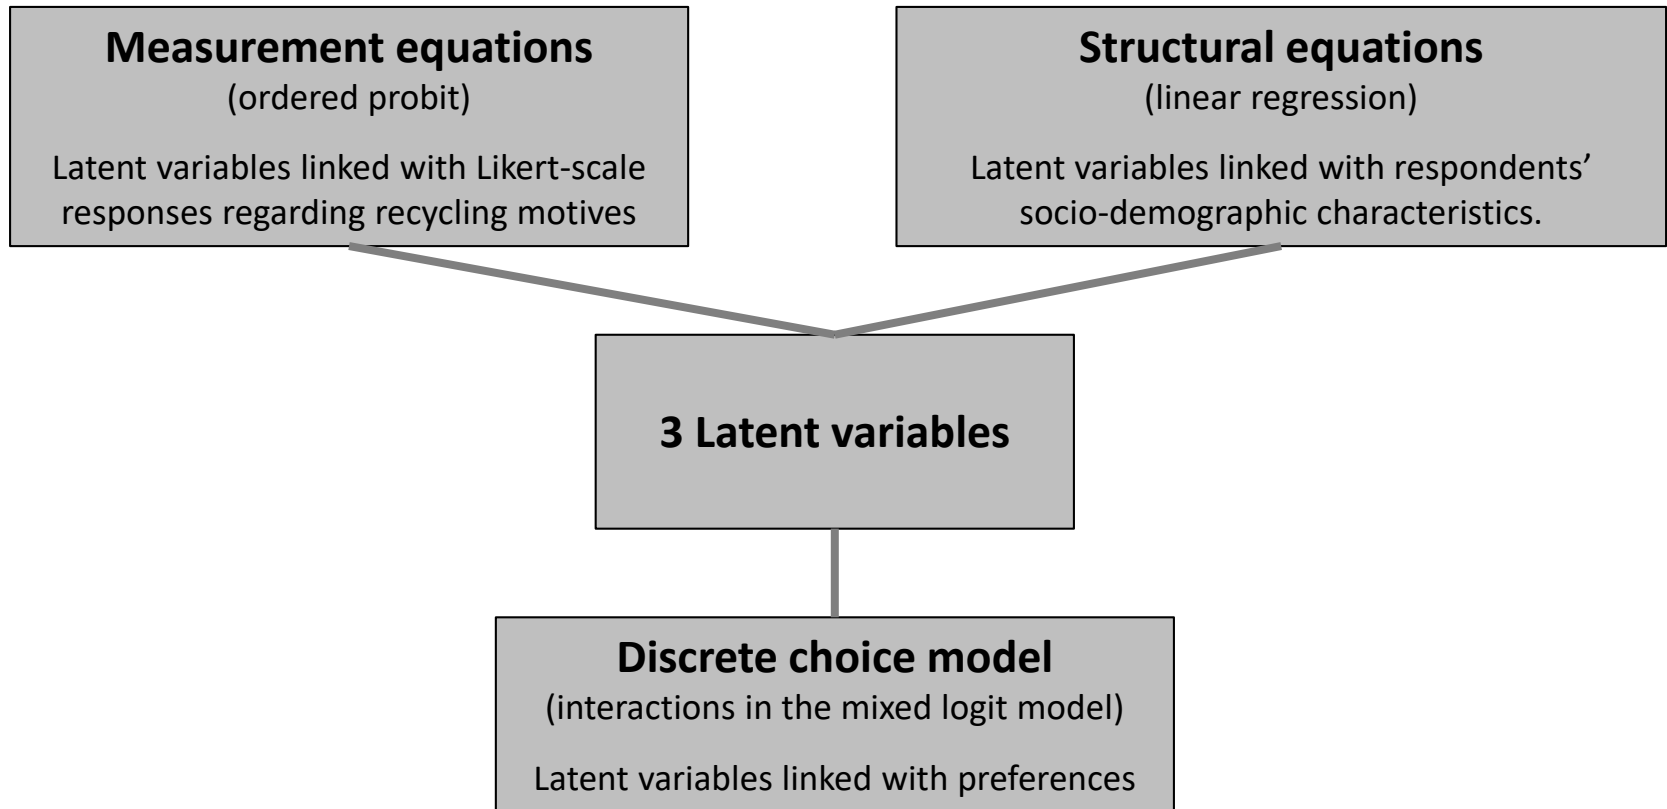 Measurement equations
(ordered probit)
Latent variables linked with Likert-scale
responses regarding recycling motives
Structural equations
(linear regression)
Latent variables linked with respondents’
socio-demographic characteristics.
3 Latent variables
Discrete choice model
(interactions in the mixed logit model)
Latent variables linked with preferences